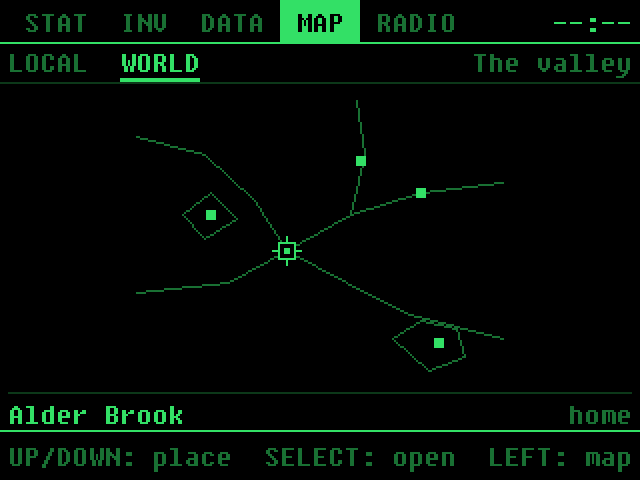 STAT INV DATA MAP RADIO --:--
LOCAL WORLD The valley
Alder Brook home
UP/DOWN: place SELECT: open LEFT: map